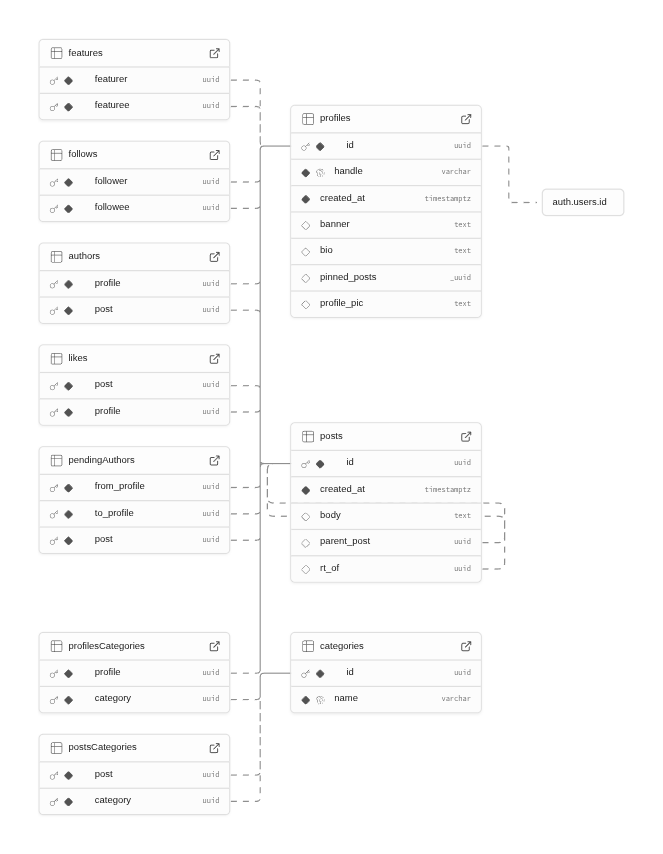 features
featurer uuid
featuree uuid
follows
follower uuid
followee uuid
authors
profile uuid
post uuid
likes
post uuid
profile uuid
pendingAuthors
from_profile uuid
to_profile uuid
post uuid
profilesCategories
profile uuid
category uuid
postsCategories
post uuid
category uuid
profiles
id uuid
handle varchar
created_at timestamptz
banner text
bio text
pinned_posts _uuid
profile_pic text
posts
id uuid
created_at timestamptz
body text
parent_post uuid
rt_of uuid
categories
id uuid
name varchar
auth.users.id